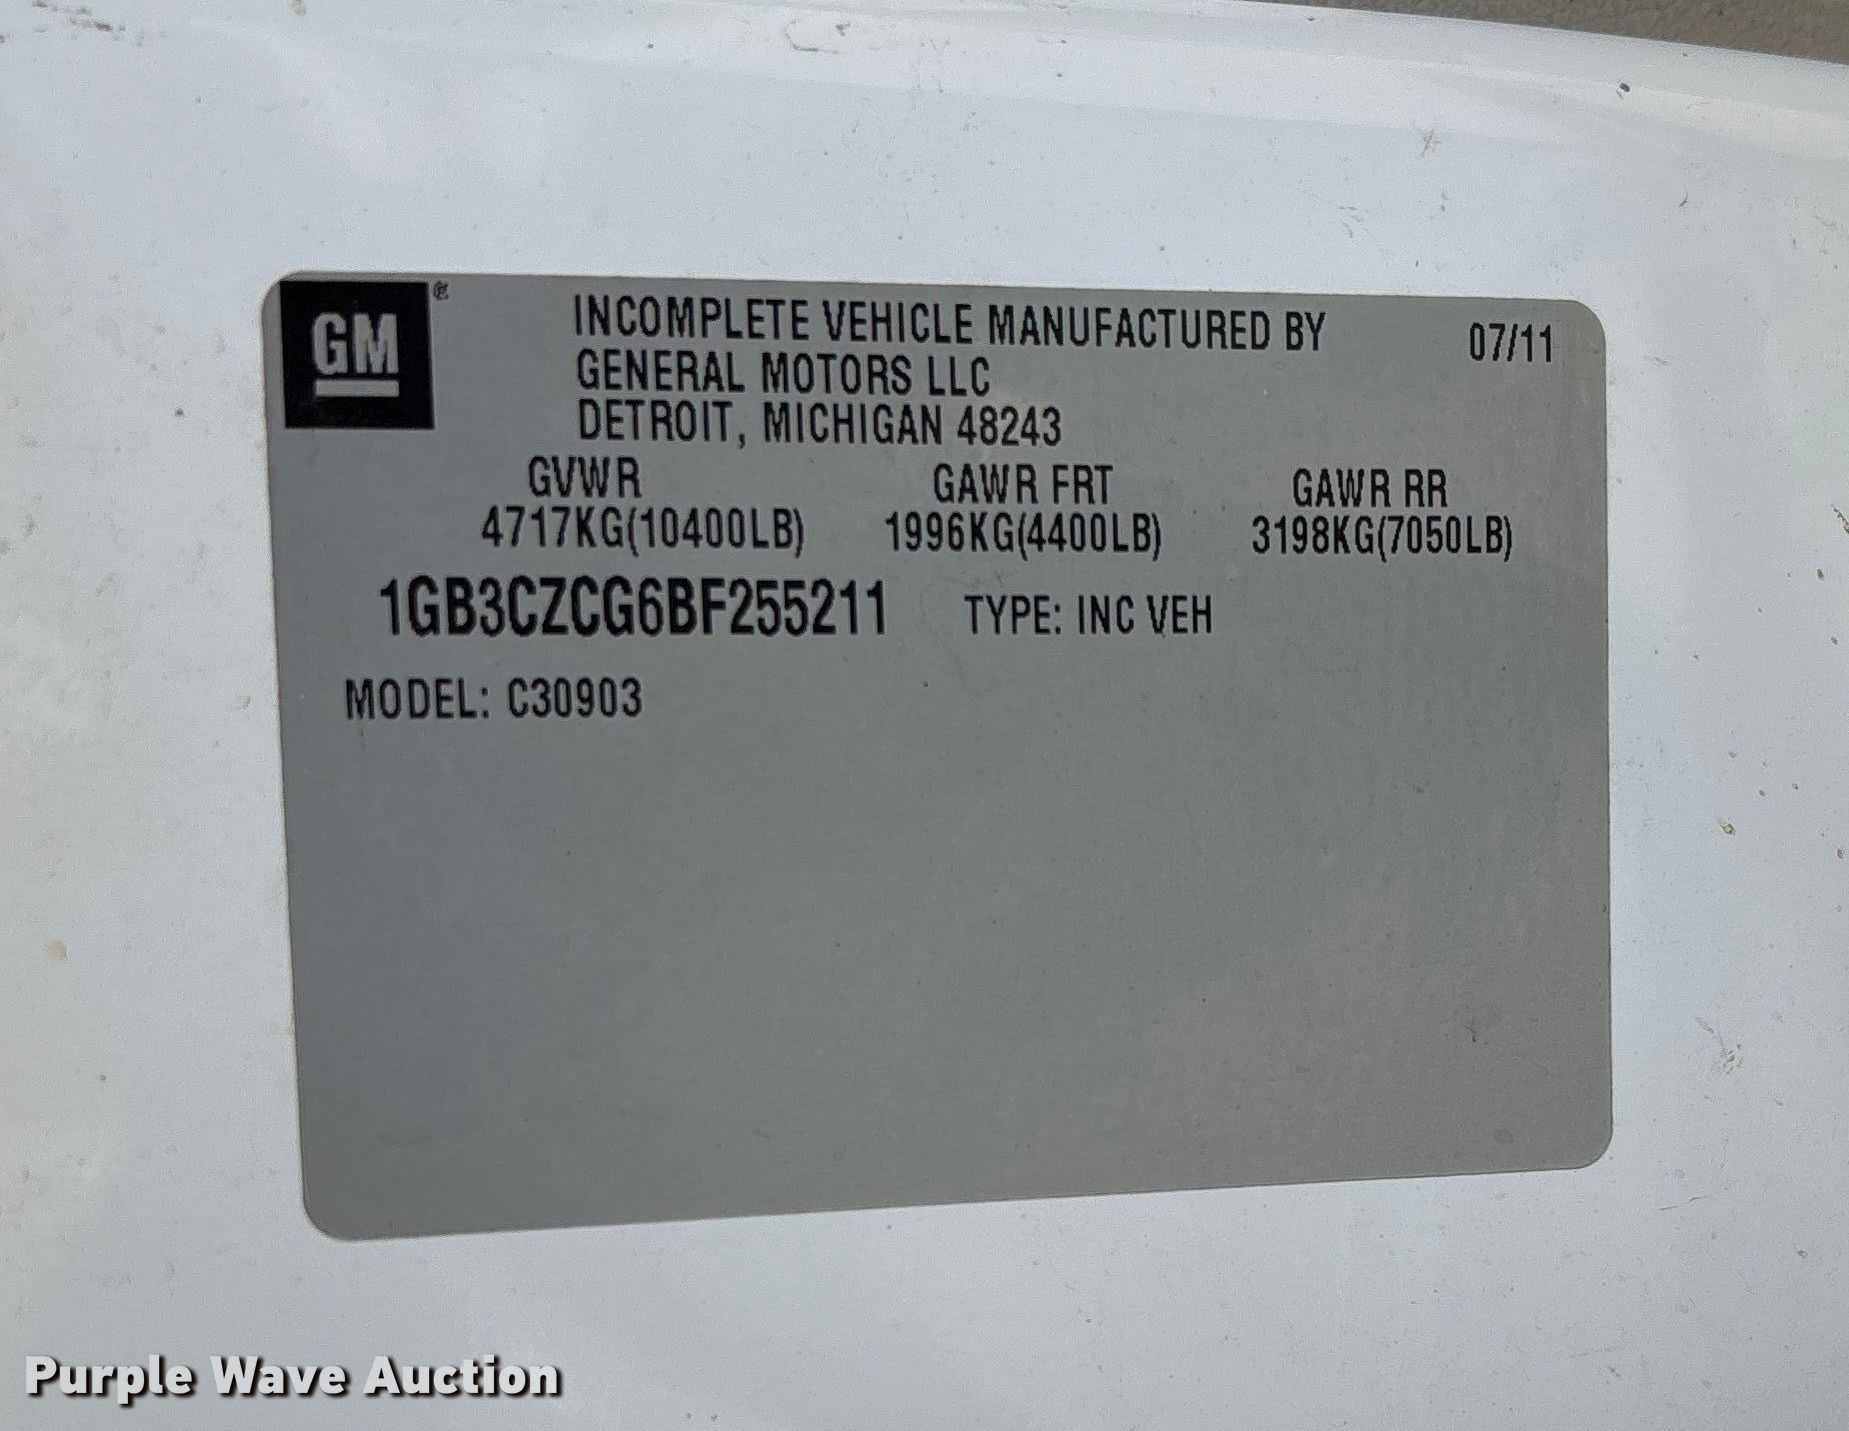 GM
INCOMPLETE VEHICLE MANUFACTURED BY 07/11
GENERAL MOTORS LLC
DETROIT, MICHIGAN 48243
GVWR GAWR FRT GAWR RR
4717KG(10400LB) 1996KG(4400LB) 3198KG(7050LB)
1GB3CZCG6BF255211 TYPE: INC VEH
MODEL: C30903
Purple Wave Auction